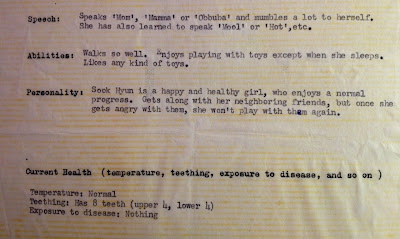 Speech: Speaks 'Mom', 'Mamma' or 'Obbuha' and mumbles a lot to herself.
She has also learned to speak 'Mool' or 'Hot',etc.
Abilities: Walks so well. Enjoys playing with toys except when she sleeps.
Likes any kind of toys.
Personality: Sook Hyun is a happy and healthy girl, who enjoys a normal
progress. Gets along with her neighboring friends, but once she
gets angry with them, she won't play with them again.
Current Health (temperature, teething, exposure to disease, and so on )
Temperature: Normal
Teething: Has 8 teeth (upper 4, lower 4)
Exposure to disease: Nothing